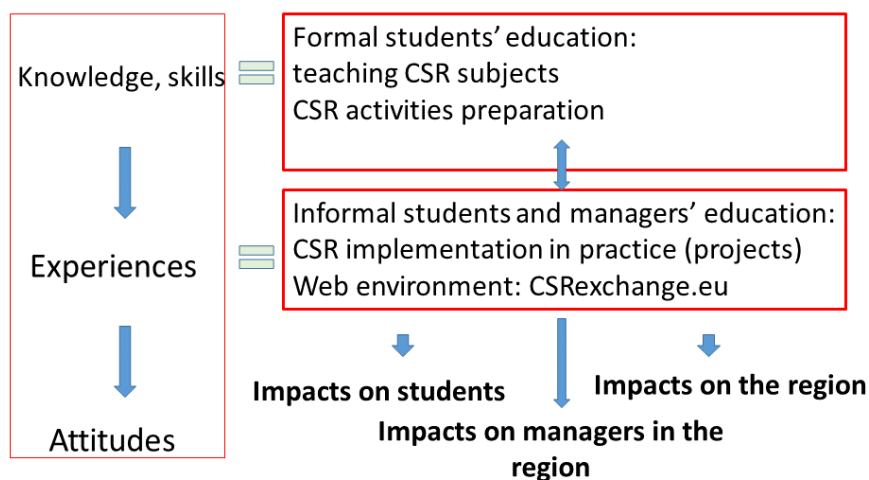 Knowledge, skills
Experiences
Attitudes
Formal students’ education:
teaching CSR subjects
CSR activities preparation
Informal students and managers’ education:
CSR implementation in practice (projects)
Web environment: CSRexchange.eu
Impacts on students
Impacts on managers in the
region
Impacts on the region